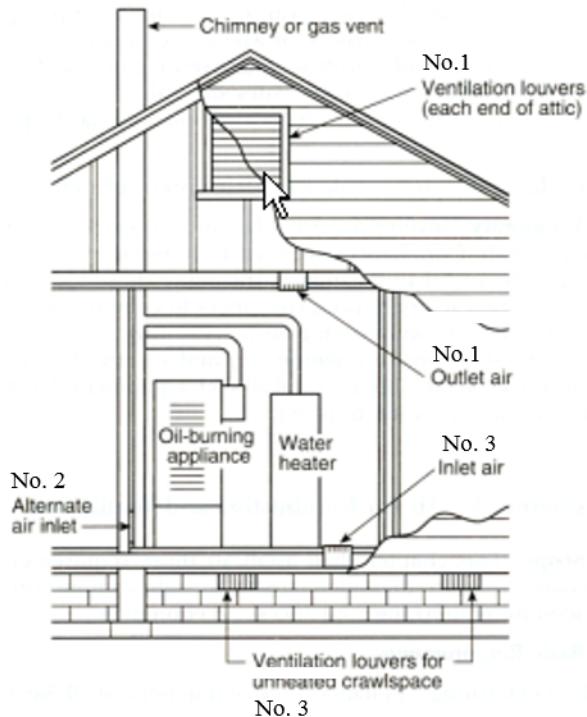 Chimney or gas vent
No.1
Ventilation louvers
(each end of attic)
No.1
Outlet air
Oil-burning
appliance
Water
heater
No. 3
Inlet air
No. 2
Alternate
air inlet
Ventilation louvers for
unheated crawlspace
No. 3